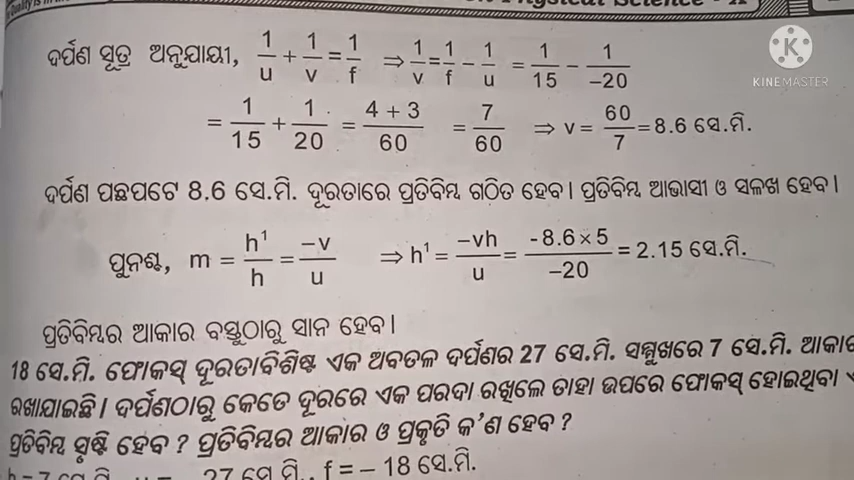 ଦର୍ପଣ ସୂତ୍ର ଅନୁଯାୟୀ, 1/u + 1/v = 1/f ⇒ 1/v = 1/f - 1/u = 1/15 - 1/-20
= 1/15 + 1/20 = 4 + 3/60 = 7/60 ⇒ v = 60/7 = 8.6 ସେ.ମି.
KINEMASTER
ଦର୍ପଣ ପଛପଟେ 8.6 ସେ.ମି. ଦୂରତାରେ ପ୍ରତିବିମ୍ବ ଗଠିତ ହେବ। ପ୍ରତିବିମ୍ବ ଆଭାସୀ ଓ ସଳଖ ହେବ।
ପୁନଶ୍ଚ, m = h¹/h = -v/u ⇒ h¹ = -vh/u = -8.6 × 5/-20 = 2.15 ସେ.ମି.
ପ୍ରତିବିମ୍ବର ଆକାର ବସ୍ତୁଠାରୁ ସାନ ହେବ।
18 ସେ.ମି. ଫୋକସ୍ ଦୂରତାବିଶିଷ୍ଟ ଏକ ଅବତଳ ଦର୍ପଣର 27 ସେ.ମି. ସମ୍ମୁଖରେ 7 ସେ.ମି. ଆକାର
ରଖାଯାଇଛି। ଦର୍ପଣଠାରୁ କେତେ ଦୂରରେ ଏକ ପରଦା ରଖିଲେ ତାହା ଉପରେ ଫୋକସ୍ ହୋଇଥିବା
ପ୍ରତିବିମ୍ବ ସୃଷ୍ଟି ହେବ ? ପ୍ରତିବିମ୍ବର ଆକାର ଓ ପ୍ରକୃତି କ'ଣ ହେବ ?
h = 7 ସେ.ମି., 27 ସେ.ମି., f = – 18 ସେ.ମି.